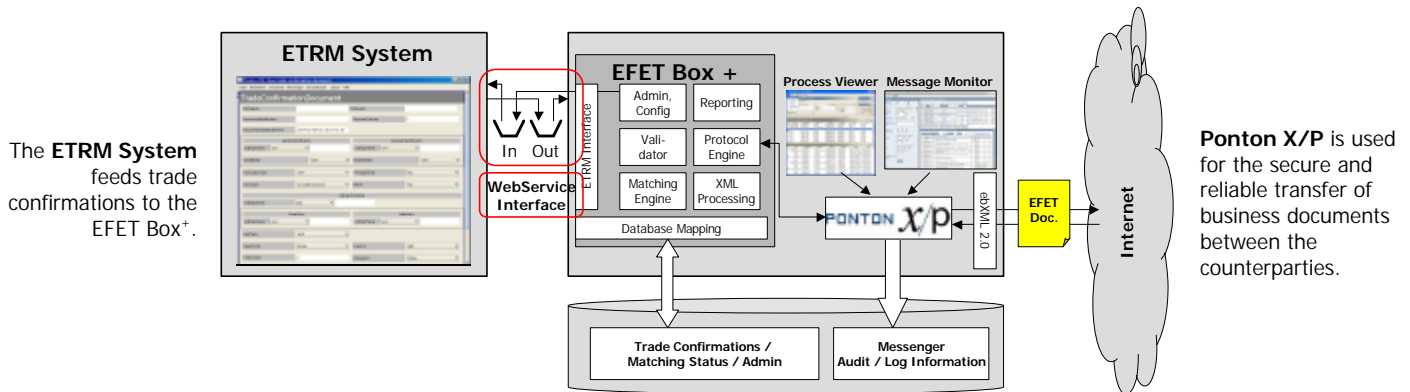 The ETRM System
feeds trade
confirmations to the
EFET Box+.
ETRM System
TradeConfirmationDocument
In Out
WebService
Interface
ETRM Interface
EFET Box +
Admin,
Config
Reporting
Vali-
dator
Protocol
Engine
Matching
Engine
XML
Processing
Database Mapping
Process Viewer
Message Monitor
PONTON X/P
ebXML 2.0
EFET
Doc.
Internet
Trade Confirmations /
Matching Status / Admin
Messenger
Audit / Log Information
Ponton X/P is used
for the secure and
reliable transfer of
business documents
between the
counterparties.